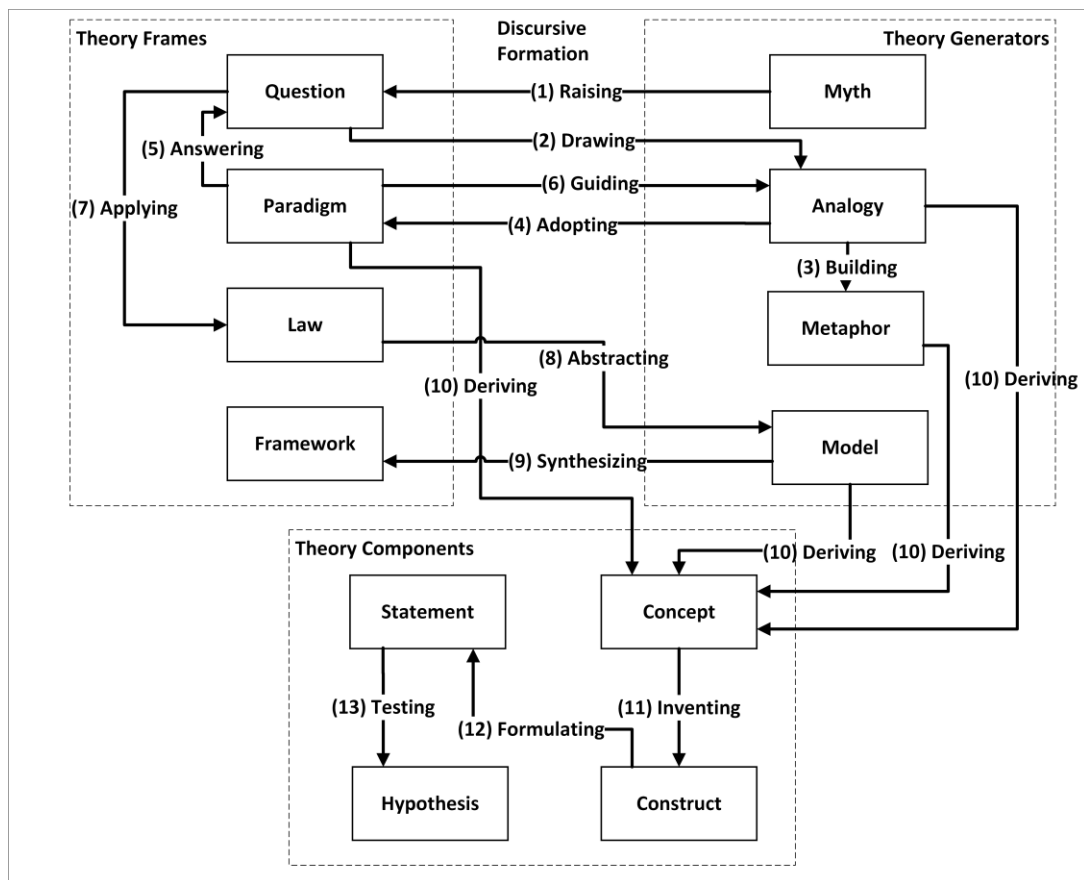 Theory Frames
Discursive
Formation
Theory Generators
Question
(1) Raising
Myth
(2) Drawing
(5) Answering
(7) Applying
Paradigm
(6) Guiding
(4) Adopting
Analogy
(3) Building
Law
Metaphor
(8) Abstracting
(10) Deriving
(10) Deriving
Framework
(9) Synthesizing
Model
Theory Components
(10) Deriving
(10) Deriving
Statement
Concept
(13) Testing
(12) Formulating
(11) Inventing
Hypothesis
Construct